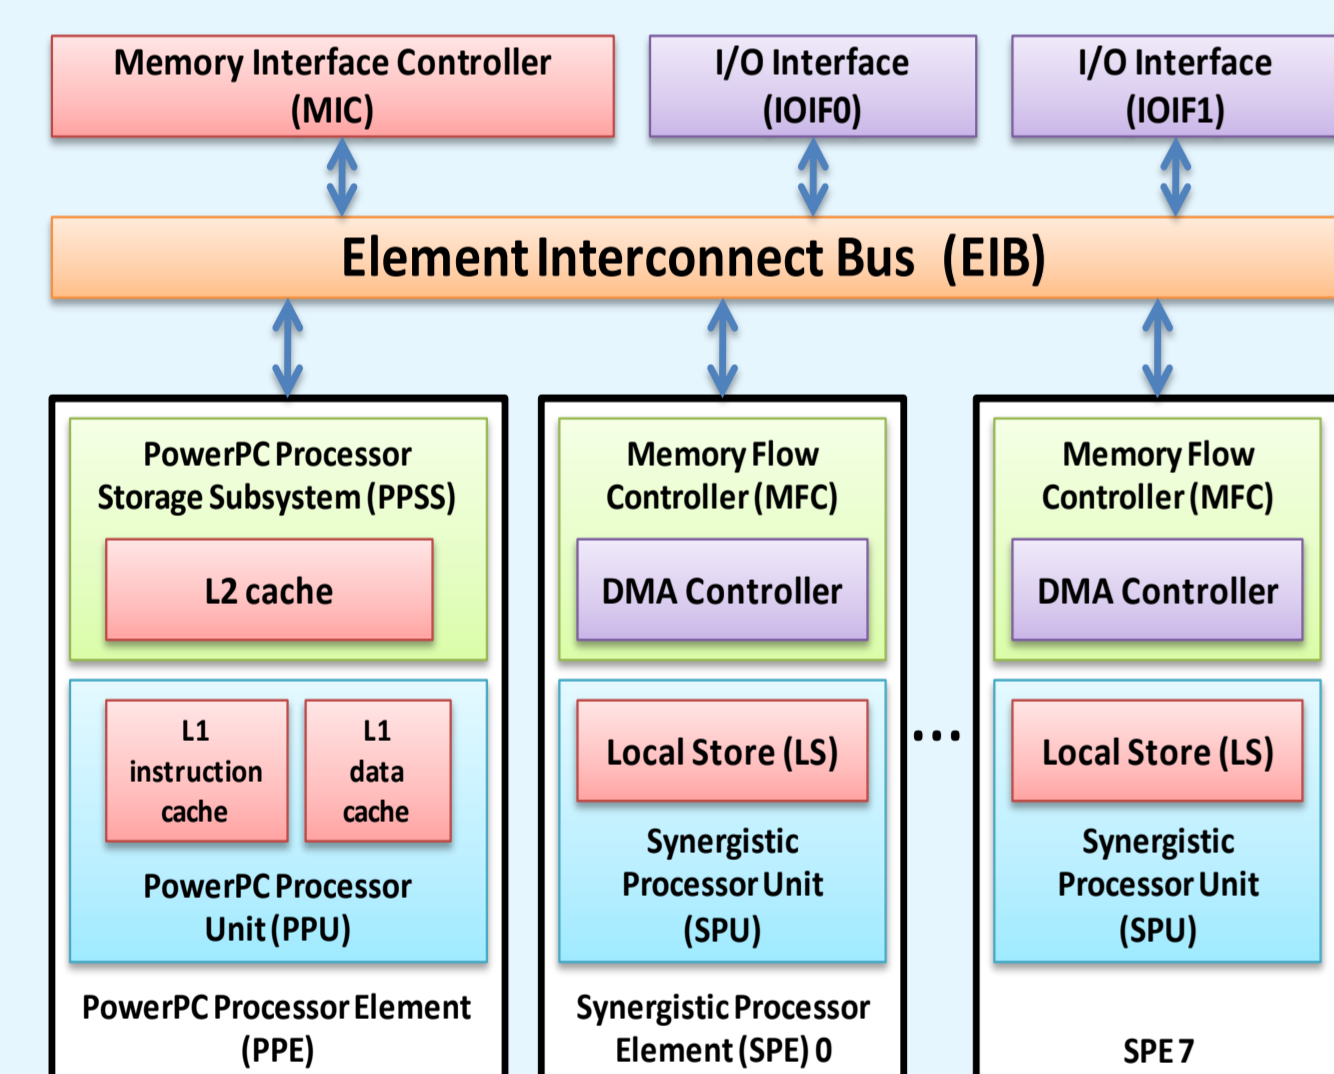 Memory Interface Controller
(MIC)
I/O Interface
(IOIF0)
I/O Interface
(IOIF1)
Element Interconnect Bus (EIB)
PowerPC Processor
Storage Subsystem (PPSS)
L2 cache
L1
instruction
cache
L1
data
cache
PowerPC Processor
Unit (PPU)
PowerPC Processor Element
(PPE)
Memory Flow
Controller (MFC)
DMA Controller
Local Store (LS)
Synergistic
Processor Unit
(SPU)
Synergistic Processor
Element (SPE) 0
...
Memory Flow
Controller (MFC)
DMA Controller
Local Store (LS)
Synergistic
Processor Unit
(SPU)
SPE 7